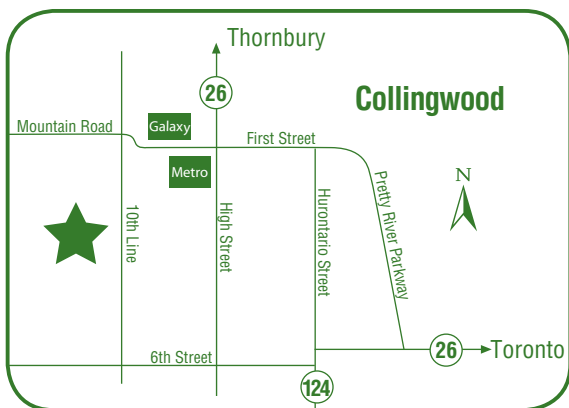 Thornbury
26
Collingwood
Mountain Road
Galaxy
First Street
Metro
N
10th Line
High Street
Hurontario Street
Pretty River Parkway
6th Street
26
Toronto
124